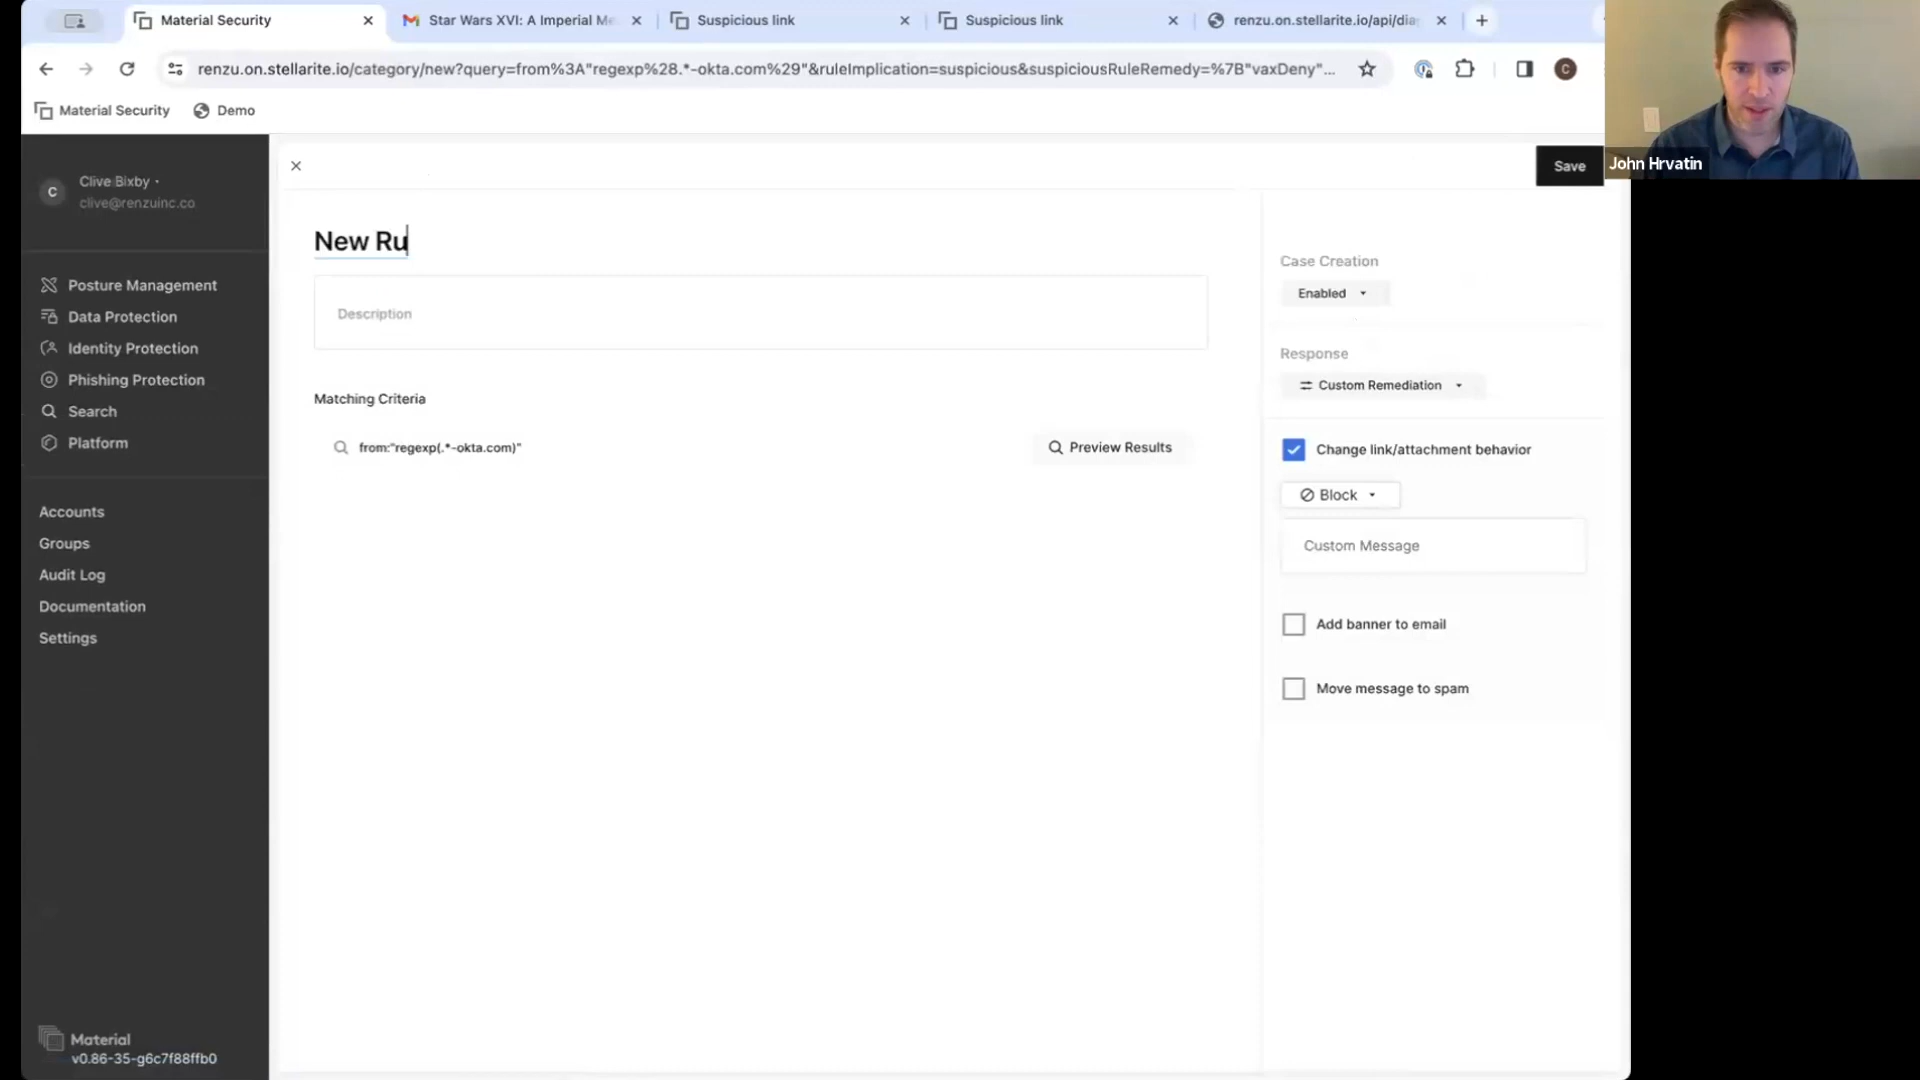 Material Security
Star Wars XVI: A Imperial Me
Suspicious link
Suspicious link
renzu.on.stellarite.io/api/dia
renzu.on.stellarite.io/category/new?query=from%3A"regexp%28.*-okta.com%29"&ruleImplication=suspicious&suspiciousRuleRemedy=%7B"vaxDeny"...
C
Material Security
Demo
John Hrvatin
C
Clive Bixby
clive@renzuinc.co
Posture Management
Data Protection
Identity Protection
Phishing Protection
Search
Platform
Accounts
Groups
Audit Log
Documentation
Settings
Material
v0.86-35-g6c7f88ffb0
Save
New Ru
Description
Matching Criteria
from:"regexp(.*-okta.com)"
Preview Results
Case Creation
Enabled
Response
Custom Remediation
Change link/attachment behavior
Block
Custom Message
Add banner to email
Move message to spam